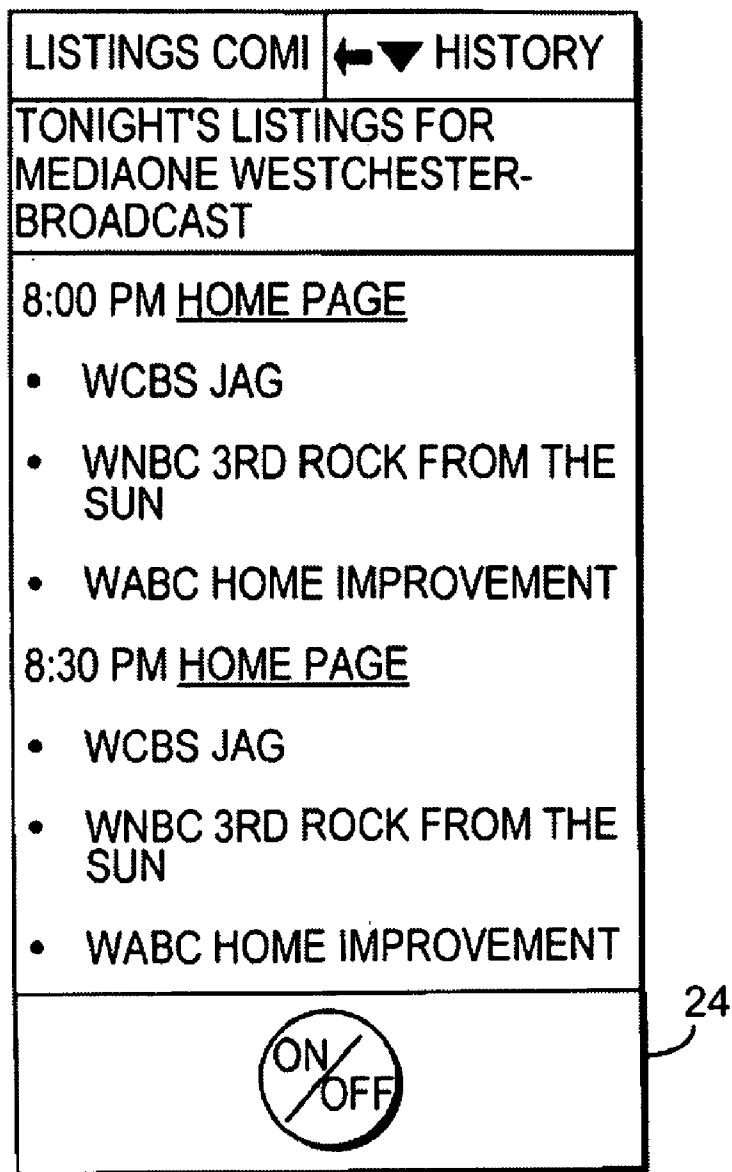 LISTINGS COMI
HISTORY
TONIGHT'S LISTINGS FOR
MEDIAONE WESTCHESTER-
BROADCAST
8:00 PM HOME PAGE
• WCBS JAG
• WNBC 3RD ROCK FROM THE
SUN
• WABC HOME IMPROVEMENT
8:30 PM HOME PAGE
• WCBS JAG
• WNBC 3RD ROCK FROM THE
SUN
• WABC HOME IMPROVEMENT
24
ON/
OFF